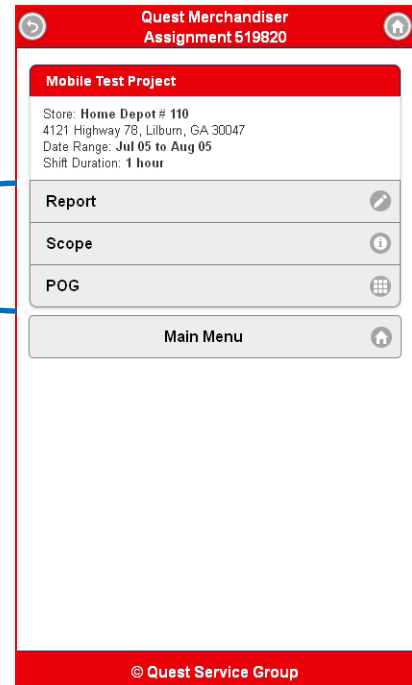 Quest Merchandiser
Assignment 519820
Mobile Test Project
Store: Home Depot # 110
4121 Highway 78, Lilburn, GA 30047
Date Range: Jul 05 to Aug 05
Shift Duration: 1 hour
Report
Scope
POG
Main Menu
© Quest Service Group